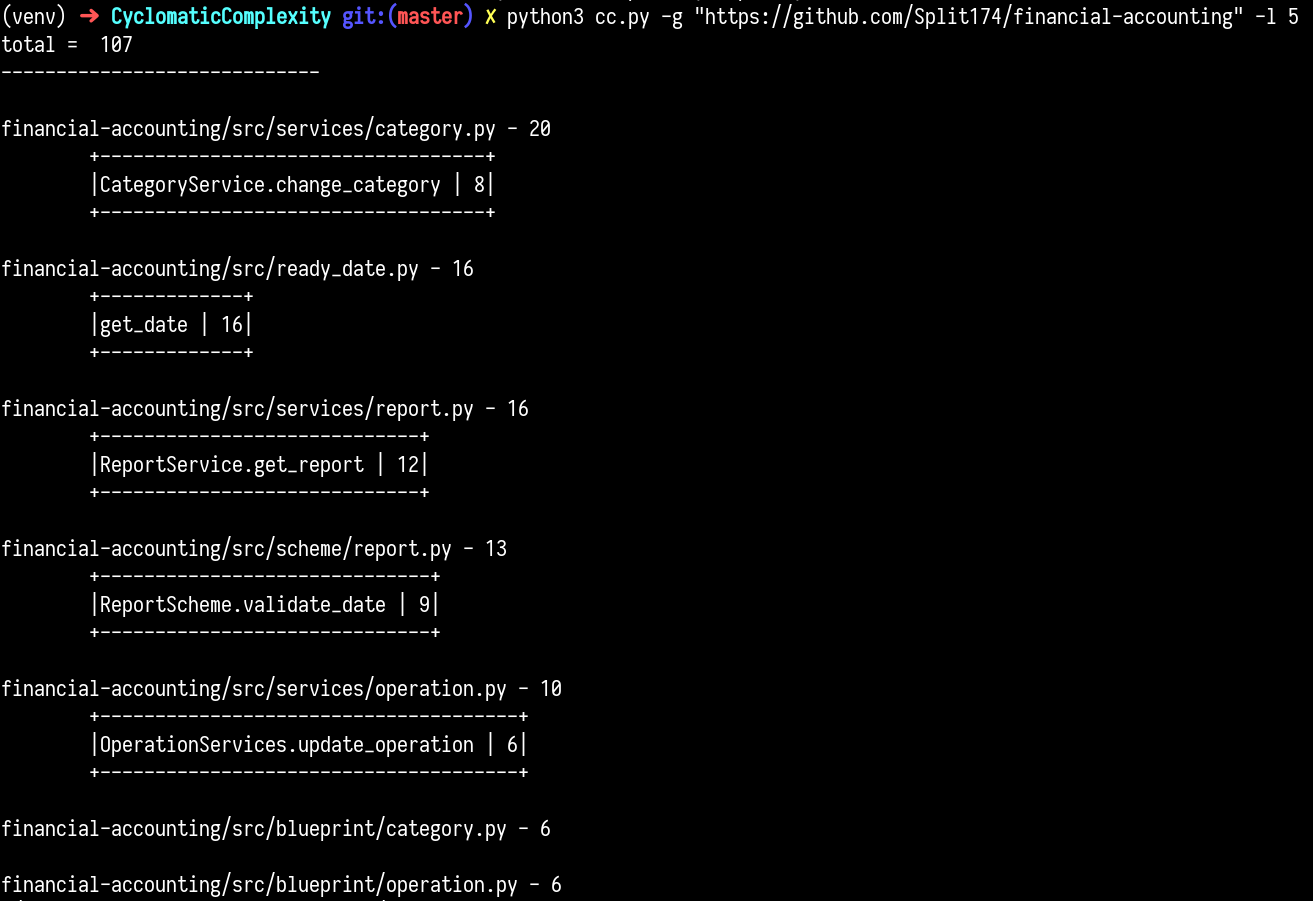 (venv) ➜ CyclomaticComplexity git:(master) ✗ python3 cc.py -g "https://github.com/Split174/financial-accounting" -l 5
total =  107
-----------------------------
financial-accounting/src/services/category.py - 20
+-----------------------------------+
|CategoryService.change_category | 8|
+-----------------------------------+
financial-accounting/src/ready_date.py - 16
+-------------+
|get_date | 16|
+-------------+
financial-accounting/src/services/report.py - 16
+-----------------------------+
|ReportService.get_report | 12|
+-----------------------------+
financial-accounting/src/scheme/report.py - 13
+------------------------------+
|ReportScheme.validate_date | 9|
+------------------------------+
financial-accounting/src/services/operation.py - 10
+--------------------------------------+
|OperationServices.update_operation | 6|
+--------------------------------------+
financial-accounting/src/blueprint/category.py - 6
financial-accounting/src/blueprint/operation.py - 6